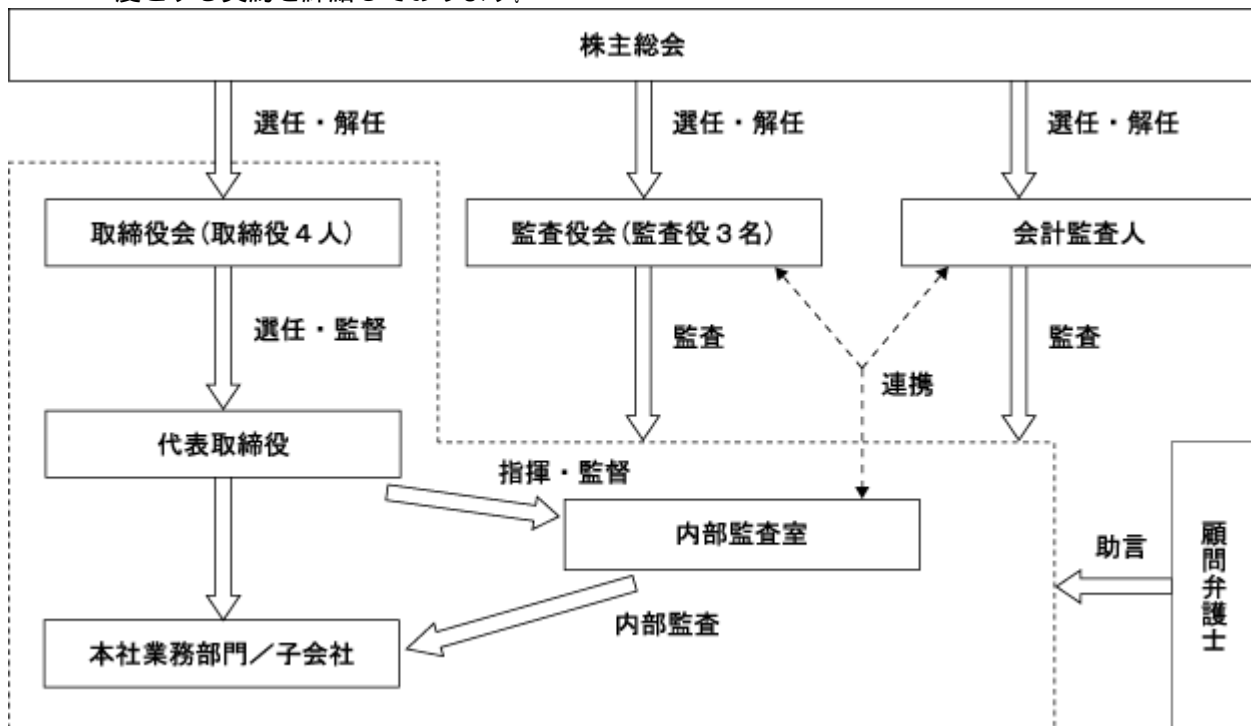 株主総会
選任・解任
選任・解任
選任・解任
取締役会(取締役4人)
監査役会(監査役3名)
会計監査人
選任・監督
監査
監査
連携
代表取締役
指揮・監督
内部監査室
助言
顧問弁護士
内部監査
本社業務部門/子会社